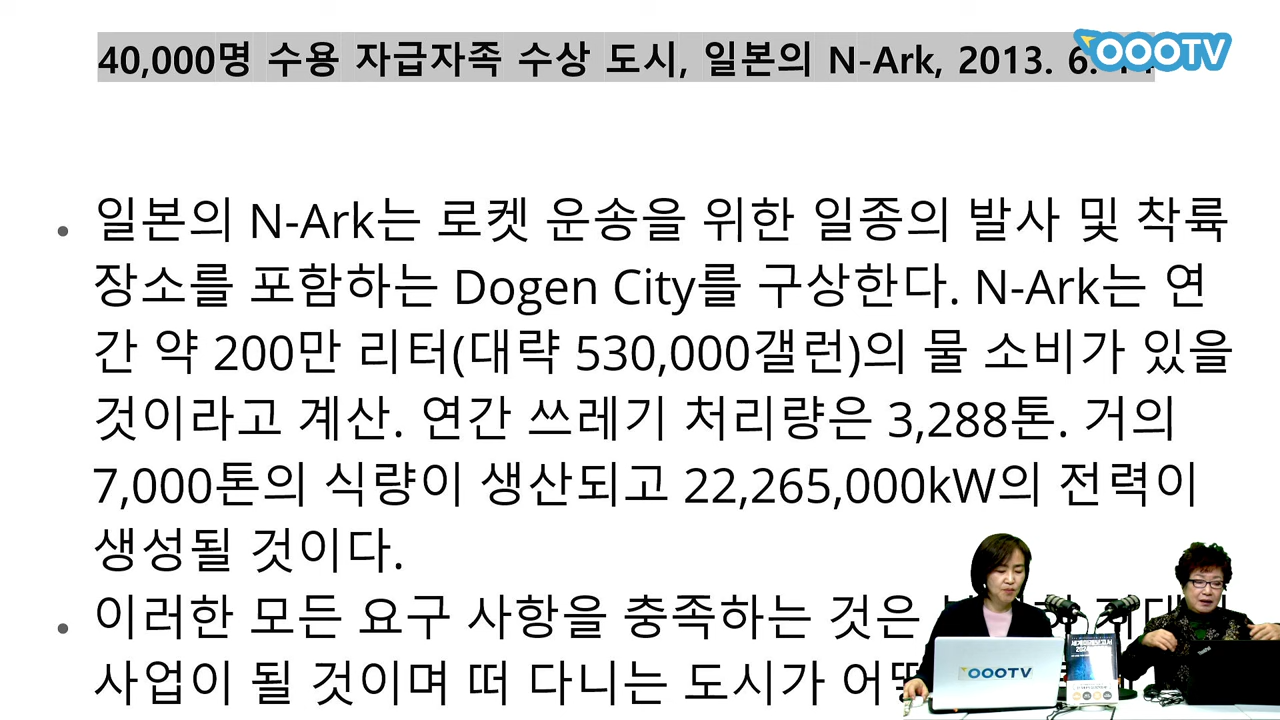 40,000명 수용 자급자족 수상 도시, 일본의 N-Ark, 2013. 6.
OOOTV
일본의 N-Ark는 로켓 운송을 위한 일종의 발사 및 착륙
장소를 포함하는 Dogen City를 구상한다. N-Ark는 연
간 약 200만 리터(대략 530,000갤런)의 물 소비가 있을
것이라고 계산. 연간 쓰레기 처리량은 3,288톤. 거의
7,000톤의 식량이 생산되고 22,265,000kW의 전력이
생성될 것이다.
이러한 모든 요구 사항을 충족하는 것은
사업이 될 것이며 떠 다니는 도시가
OOOTV